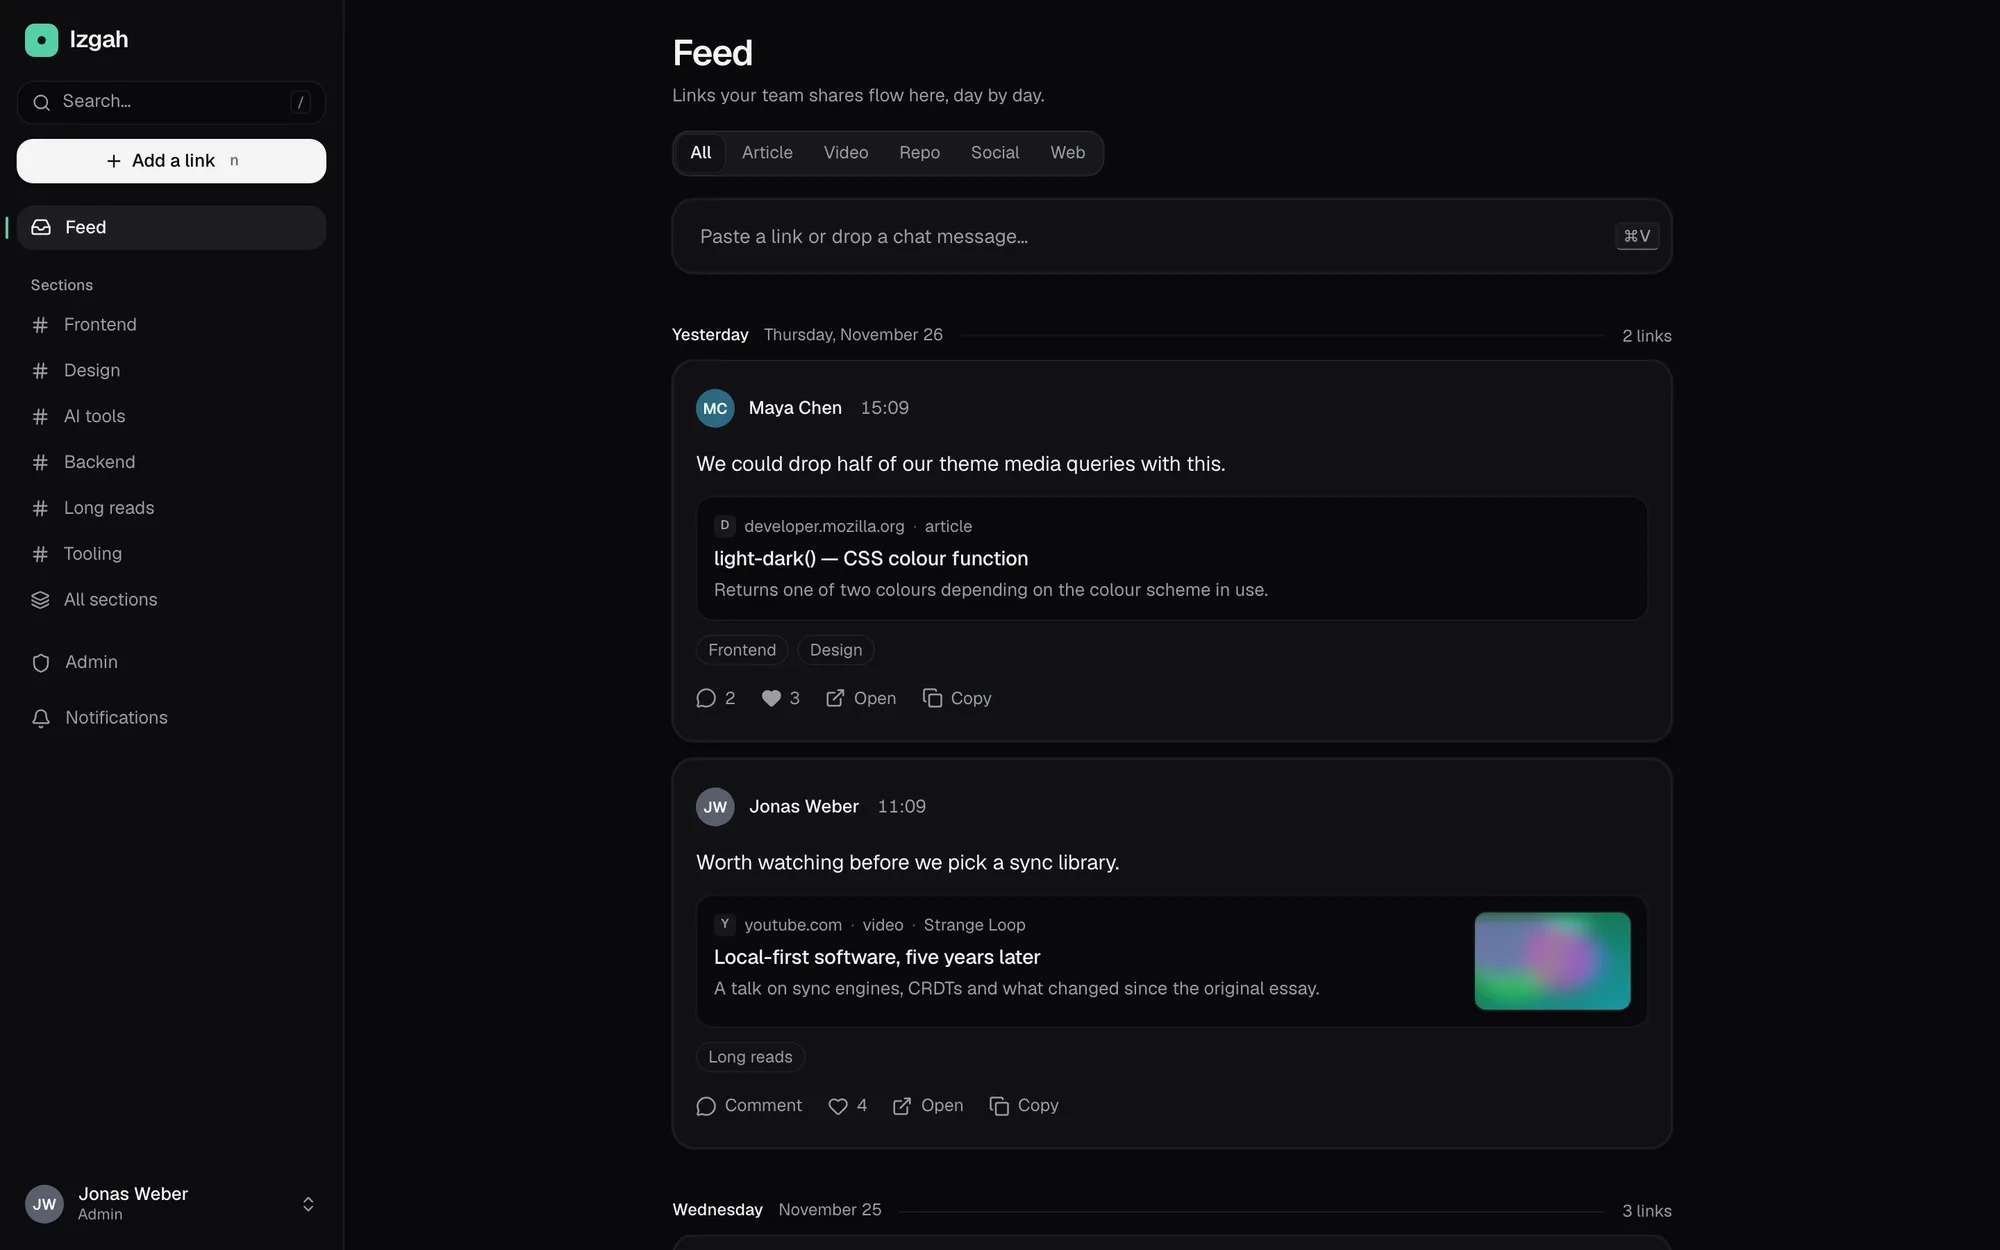 Izgah
Search...
/
+ Add a link n
Feed
Sections
# Frontend
# Design
# AI tools
# Backend
# Long reads
# Tooling
All sections
Admin
Notifications
JW
Jonas Weber
Admin
Feed
Links your team shares flow here, day by day.
All Article Video Repo Social Web
Paste a link or drop a chat message... ⌘V
Yesterday Thursday, November 26 2 links
MC Maya Chen 15:09
We could drop half of our theme media queries with this.
D developer.mozilla.org · article
light-dark() — CSS colour function
Returns one of two colours depending on the colour scheme in use.
Frontend Design
2 3 Open Copy
JW Jonas Weber 11:09
Worth watching before we pick a sync library.
Y youtube.com · video · Strange Loop
Local-first software, five years later
A talk on sync engines, CRDTs and what changed since the original essay.
Long reads
Comment 4 Open Copy
Wednesday November 25 3 links